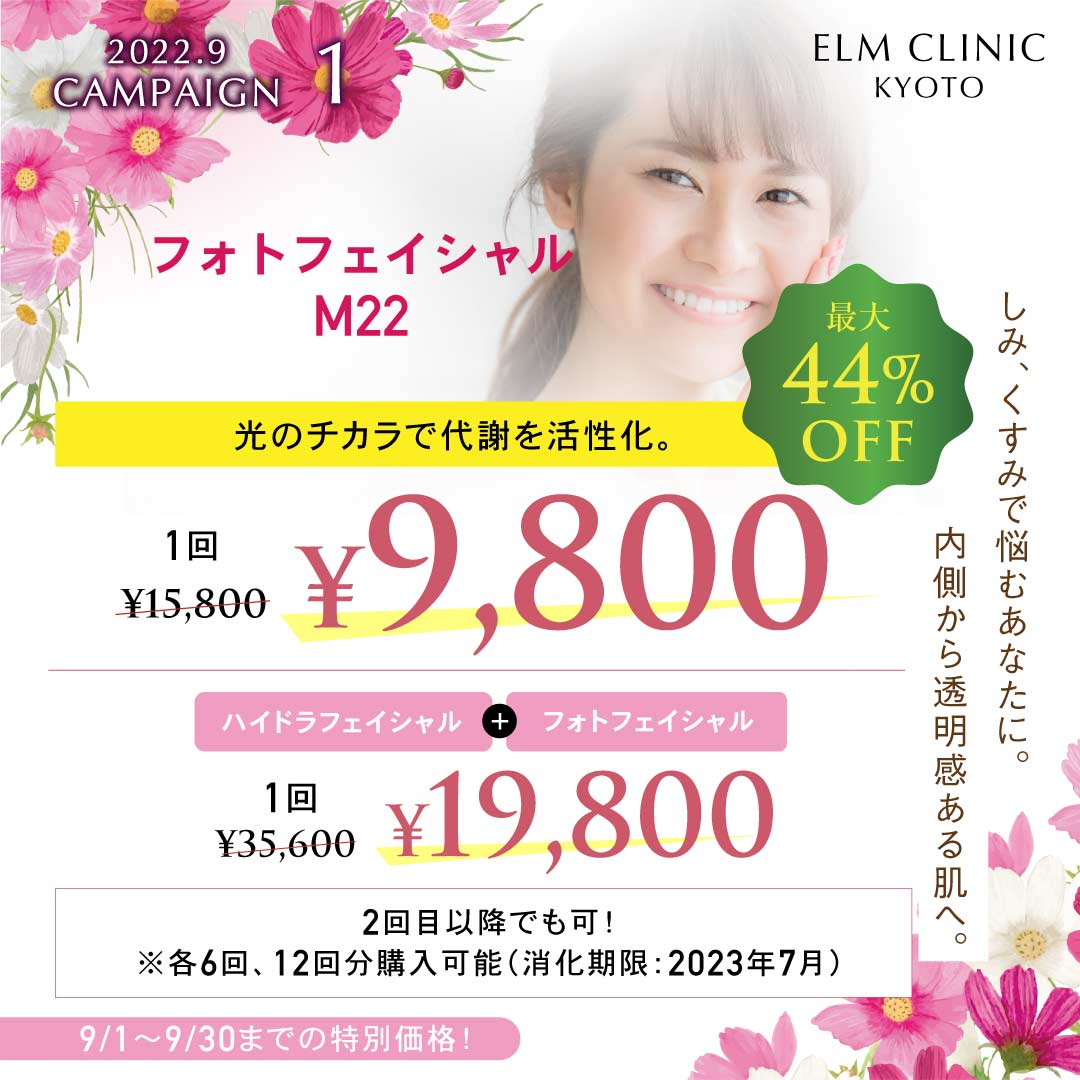 2022.9
CAMPAIGN 1
ELM CLINIC
KYOTO
フォトフェイシャル
M22
最大
44%
OFF
光のチカラで代謝を活性化。
しみ、くすみで悩むあなたに。
内側から透明感ある肌へ。
1回
¥15,800
¥9,800
ハイドラフェイシャル + フォトフェイシャル
1回
¥35,600
¥19,800
2回目以降でも可!
※各6回、12回分購入可能(消化期限:2023年7月)
9/1〜9/30までの特別価格!